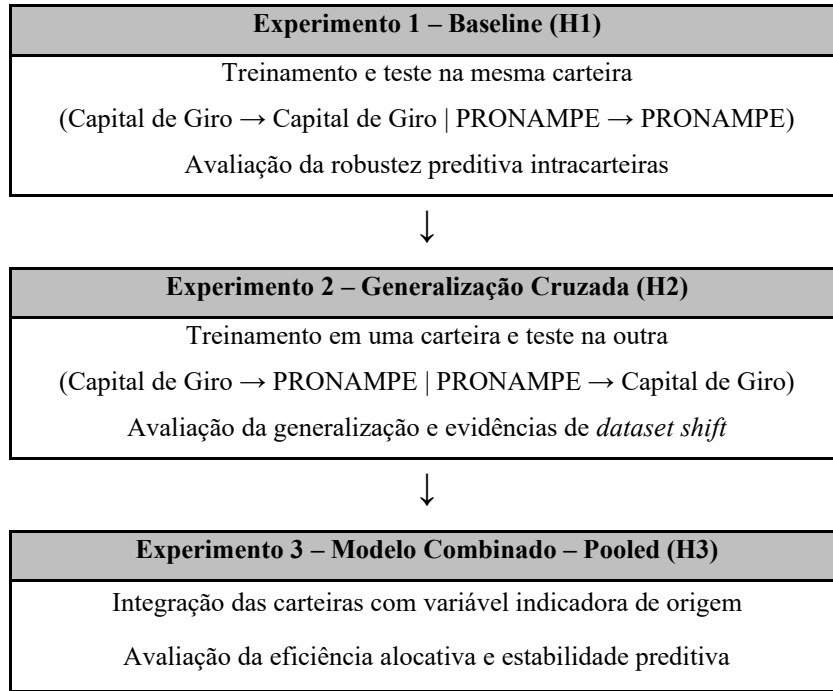 Experimento 1 – Baseline (H1)
Treinamento e teste na mesma carteira
(Capital de Giro → Capital de Giro | PRONAMPE → PRONAMPE)
Avaliação da robustez preditiva intracarteiras
↓
Experimento 2 – Generalização Cruzada (H2)
Treinamento em uma carteira e teste na outra
(Capital de Giro → PRONAMPE | PRONAMPE → Capital de Giro)
Avaliação da generalização e evidências de dataset shift
↓
Experimento 3 – Modelo Combinado – Pooled (H3)
Integração das carteiras com variável indicadora de origem
Avaliação da eficiência alocativa e estabilidade preditiva